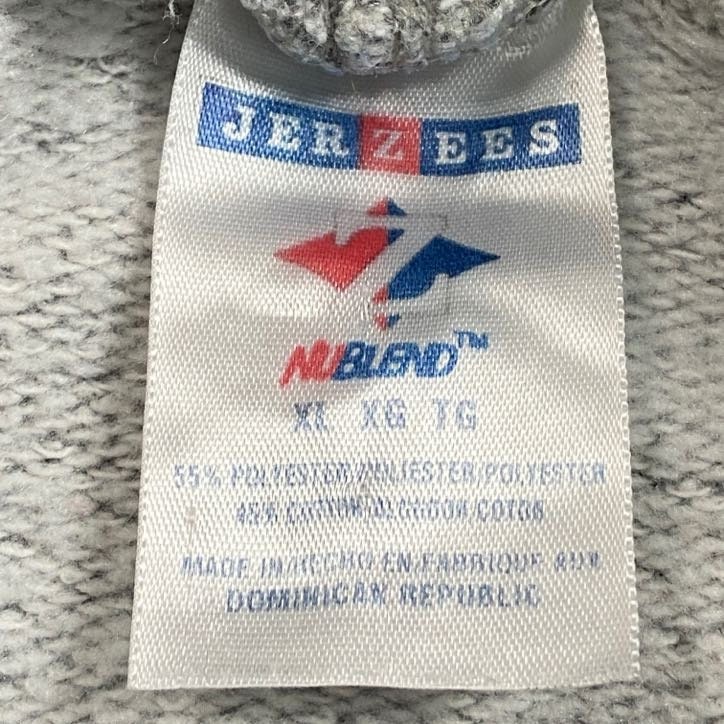 JERZEES
NUBLEND™
XL XG TG
55% POLYESTER/POLIESTER/POLYESTER
45% COTTON/ALGODON/COTON
MADE IN/HECHO EN/FABRIQUE AUX
DOMINICAN REPUBLIC